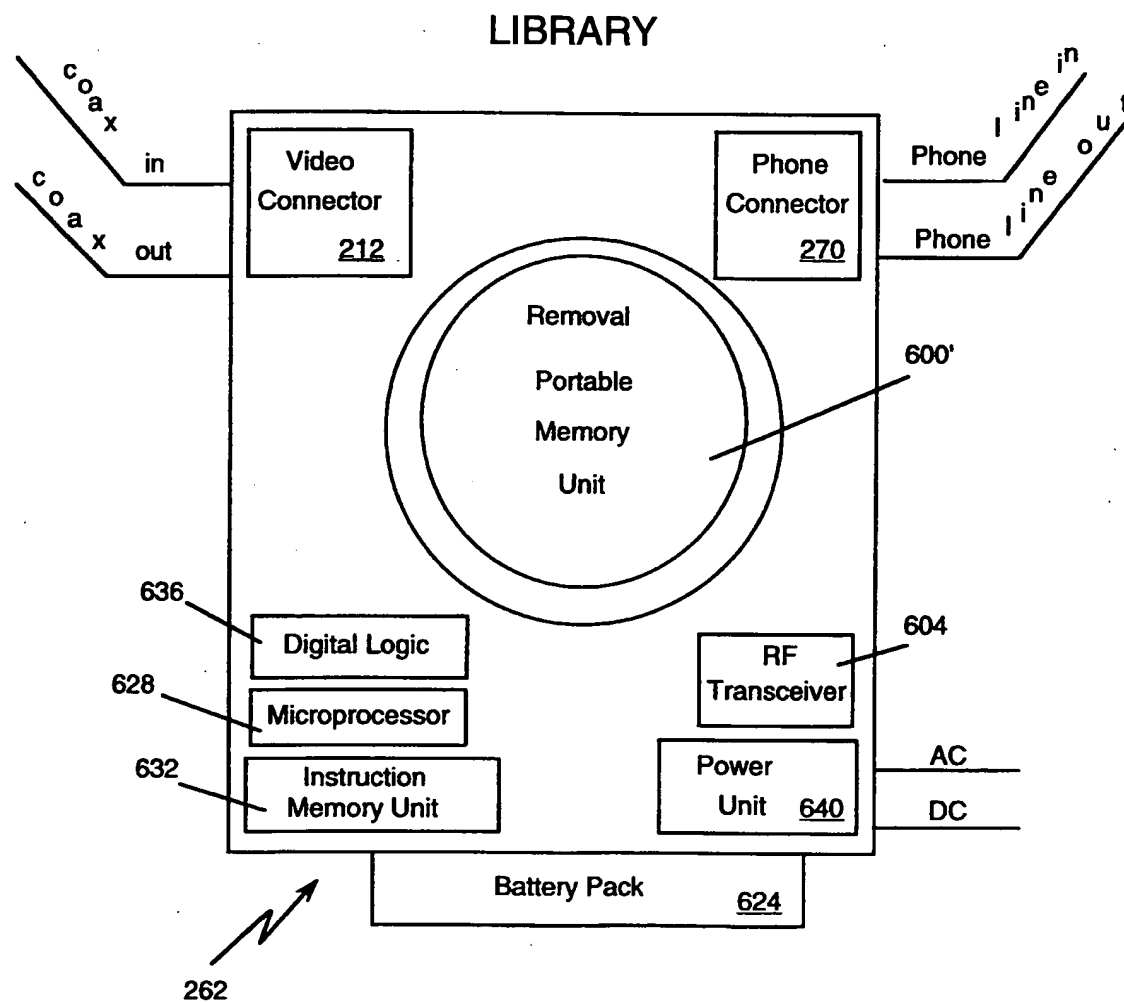 LIBRARY
coax
in
coax
out
Video
Connector
212
Phone
Connector
270
Phone line in
Phone line out
Removal
Portable
Memory
Unit
600'
636
Digital Logic
628
Microprocessor
632
Instruction
Memory Unit
604
RF
Transceiver
Power
Unit 640
AC
DC
Battery Pack 624
262